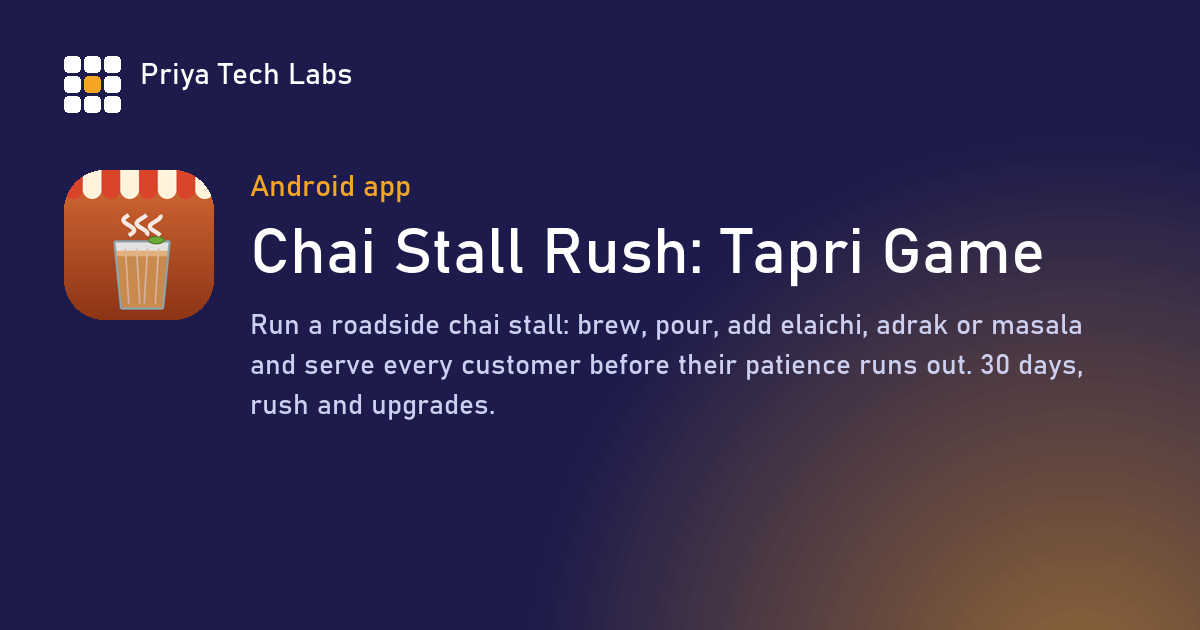 Priya Tech Labs
Android app
Chai Stall Rush: Tapri Game
Run a roadside chai stall: brew, pour, add elaichi, adrak or masala
and serve every customer before their patience runs out. 30 days,
rush and upgrades.